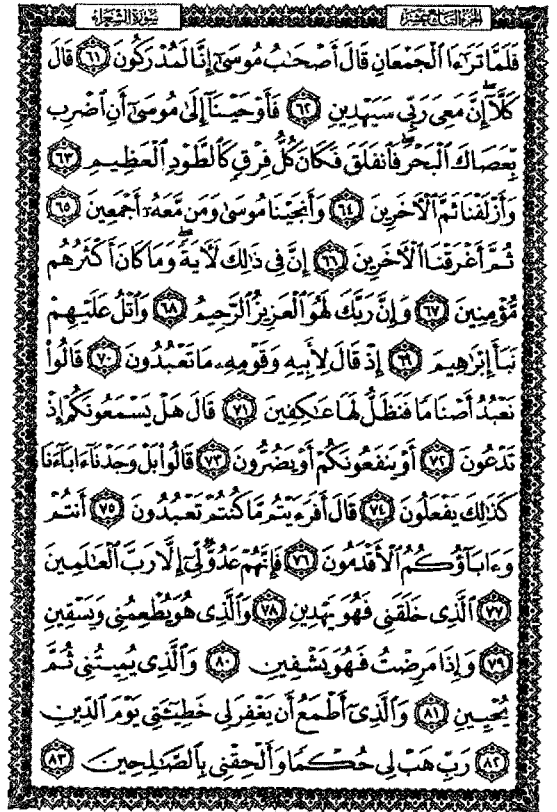 الجزء التاسع عشر
سورة الشعراء
فَلَمَّا تَرَٰٓءَا ٱلْجَمْعَانِ قَالَ أَصْحَٰبُ مُوسَىٰٓ إِنَّا لَمُدْرَكُونَ ٦١ قَالَ
كَلَّآ ۖ إِنَّ مَعِىَ رَبِّى سَيَهْدِينِ ٦٢ فَأَوْحَيْنَآ إِلَىٰ مُوسَىٰٓ أَنِ ٱضْرِب
بِّعَصَاكَ ٱلْبَحْرَ ۖ فَٱنفَلَقَ فَكَانَ كُلُّ فِرْقٍ كَٱلطَّوْدِ ٱلْعَظِيمِ ٦٣
وَأَزْلَفْنَا ثَمَّ ٱلْءَاخَرِينَ ٦٤ وَأَنجَيْنَا مُوسَىٰ وَمَن مَّعَهُۥٓ أَجْمَعِينَ ٦٥
ثُمَّ أَغْرَقْنَا ٱلْءَاخَرِينَ ٦٦ إِنَّ فِى ذَٰلِكَ لَءَايَةً ۖ وَمَا كَانَ أَكْثَرُهُم
مُّؤْمِنِينَ ٦٧ وَإِنَّ رَبَّكَ لَهُوَ ٱلْعَزِيزُ ٱلرَّحِيمُ ٦٨ وَٱتْلُ عَلَيْهِمْ
نَبَأَ إِبْرَٰهِيمَ ٦٩ إِذْ قَالَ لِأَبِيهِ وَقَوْمِهِۦ مَا تَعْبُدُونَ ٧٠ قَالُوا۟
نَعْبُدُ أَصْنَامًا فَنَظَلُّ لَهَا عَٰكِفِينَ ٧١ قَالَ هَلْ يَسْمَعُونَكُمْ إِذْ
تَدْعُونَ ٧٢ أَوْ يَنفَعُونَكُمْ أَوْ يَضُرُّونَ ٧٣ قَالُوا۟ بَلْ وَجَدْنَآ ءَابَآءَنَا
كَذَٰلِكَ يَفْعَلُونَ ٧٤ قَالَ أَفَرَءَيْتُم مَّا كُنتُمْ تَعْبُدُونَ ٧٥ أَنتُمْ
وَءَابَآؤُكُمُ ٱلْأَقْدَمُونَ ٧٦ فَإِنَّهُمْ عَدُوٌّ لِّىٓ إِلَّا رَبَّ ٱلْعَٰلَمِينَ
٧٧ ٱلَّذِى خَلَقَنِى فَهُوَ يَهْدِينِ ٧٨ وَٱلَّذِى هُوَ يُطْعِمُنِى وَيَسْقِينِ
٧٩ وَإِذَا مَرِضْتُ فَهُوَ يَشْفِينِ ٨٠ وَٱلَّذِى يُمِيتُنِى ثُمَّ
يُحْيِينِ ٨١ وَٱلَّذِىٓ أَطْمَعُ أَن يَغْفِرَ لِى خَطِيٓـَٔتِى يَوْمَ ٱلدِّينِ
٨٢ رَبِّ هَبْ لِى حُكْمًا وَأَلْحِقْنِى بِٱلصَّٰلِحِينَ ٨٣